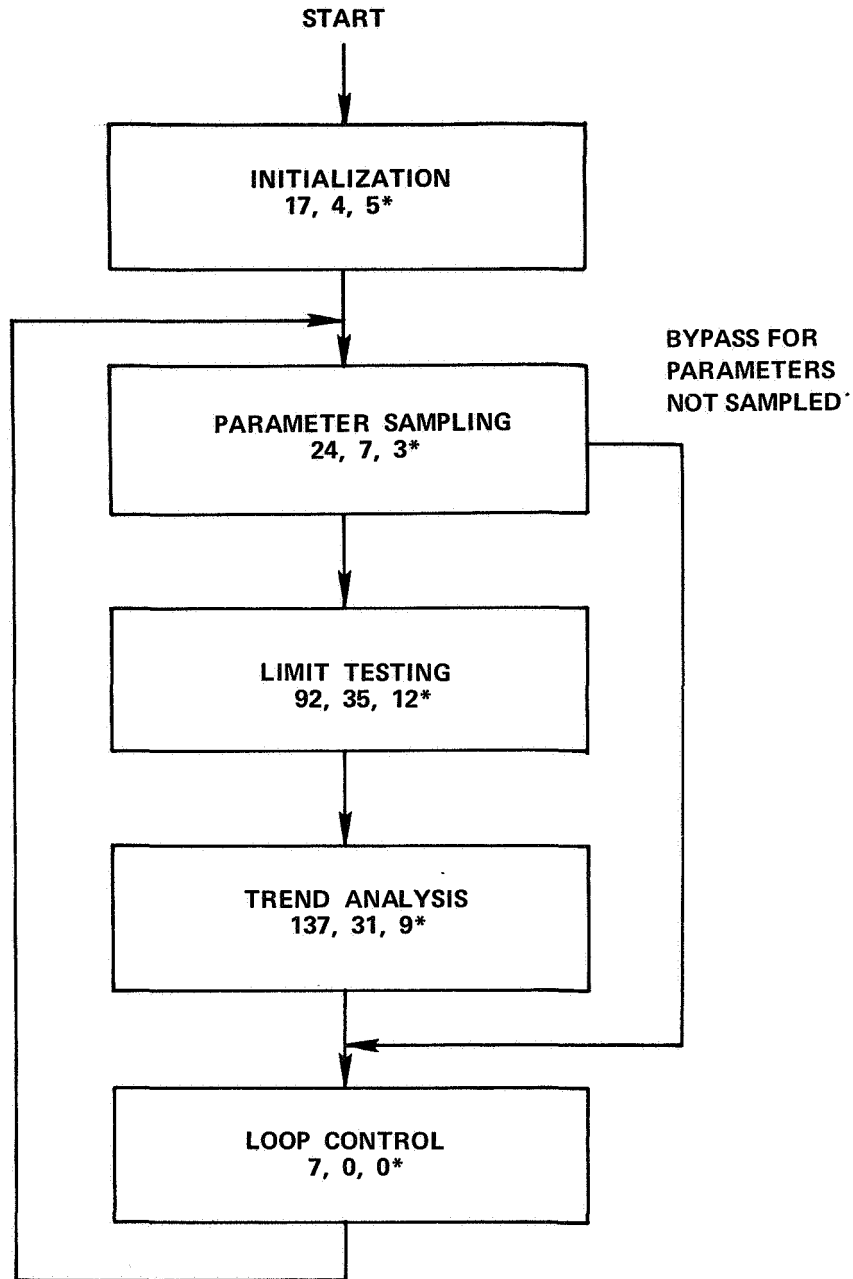 START
INITIALIZATION
17, 4, 5*
BYPASS FOR
PARAMETERS
NOT SAMPLED
PARAMETER SAMPLING
24, 7, 3*
LIMIT TESTING
92, 35, 12*
TREND ANALYSIS
137, 31, 9*
LOOP CONTROL
7, 0, 0*